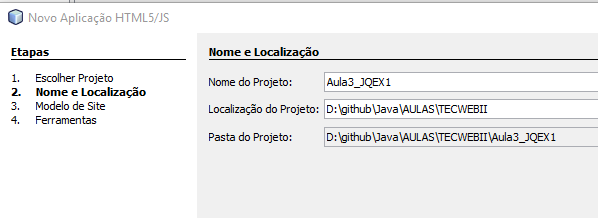 Novo Aplicação HTML5/JS
Etapas
1. Escolher Projeto
2. Nome e Localização
3. Modelo de Site
4. Ferramentas
Nome e Localização
Nome do Projeto: Aula3_JQEX1
Localização do Projeto: D:\github\Java\AULAS\TECWEBII
Pasta do Projeto: D:\github\Java\AULAS\TECWEBII\Aula3_JQEX1